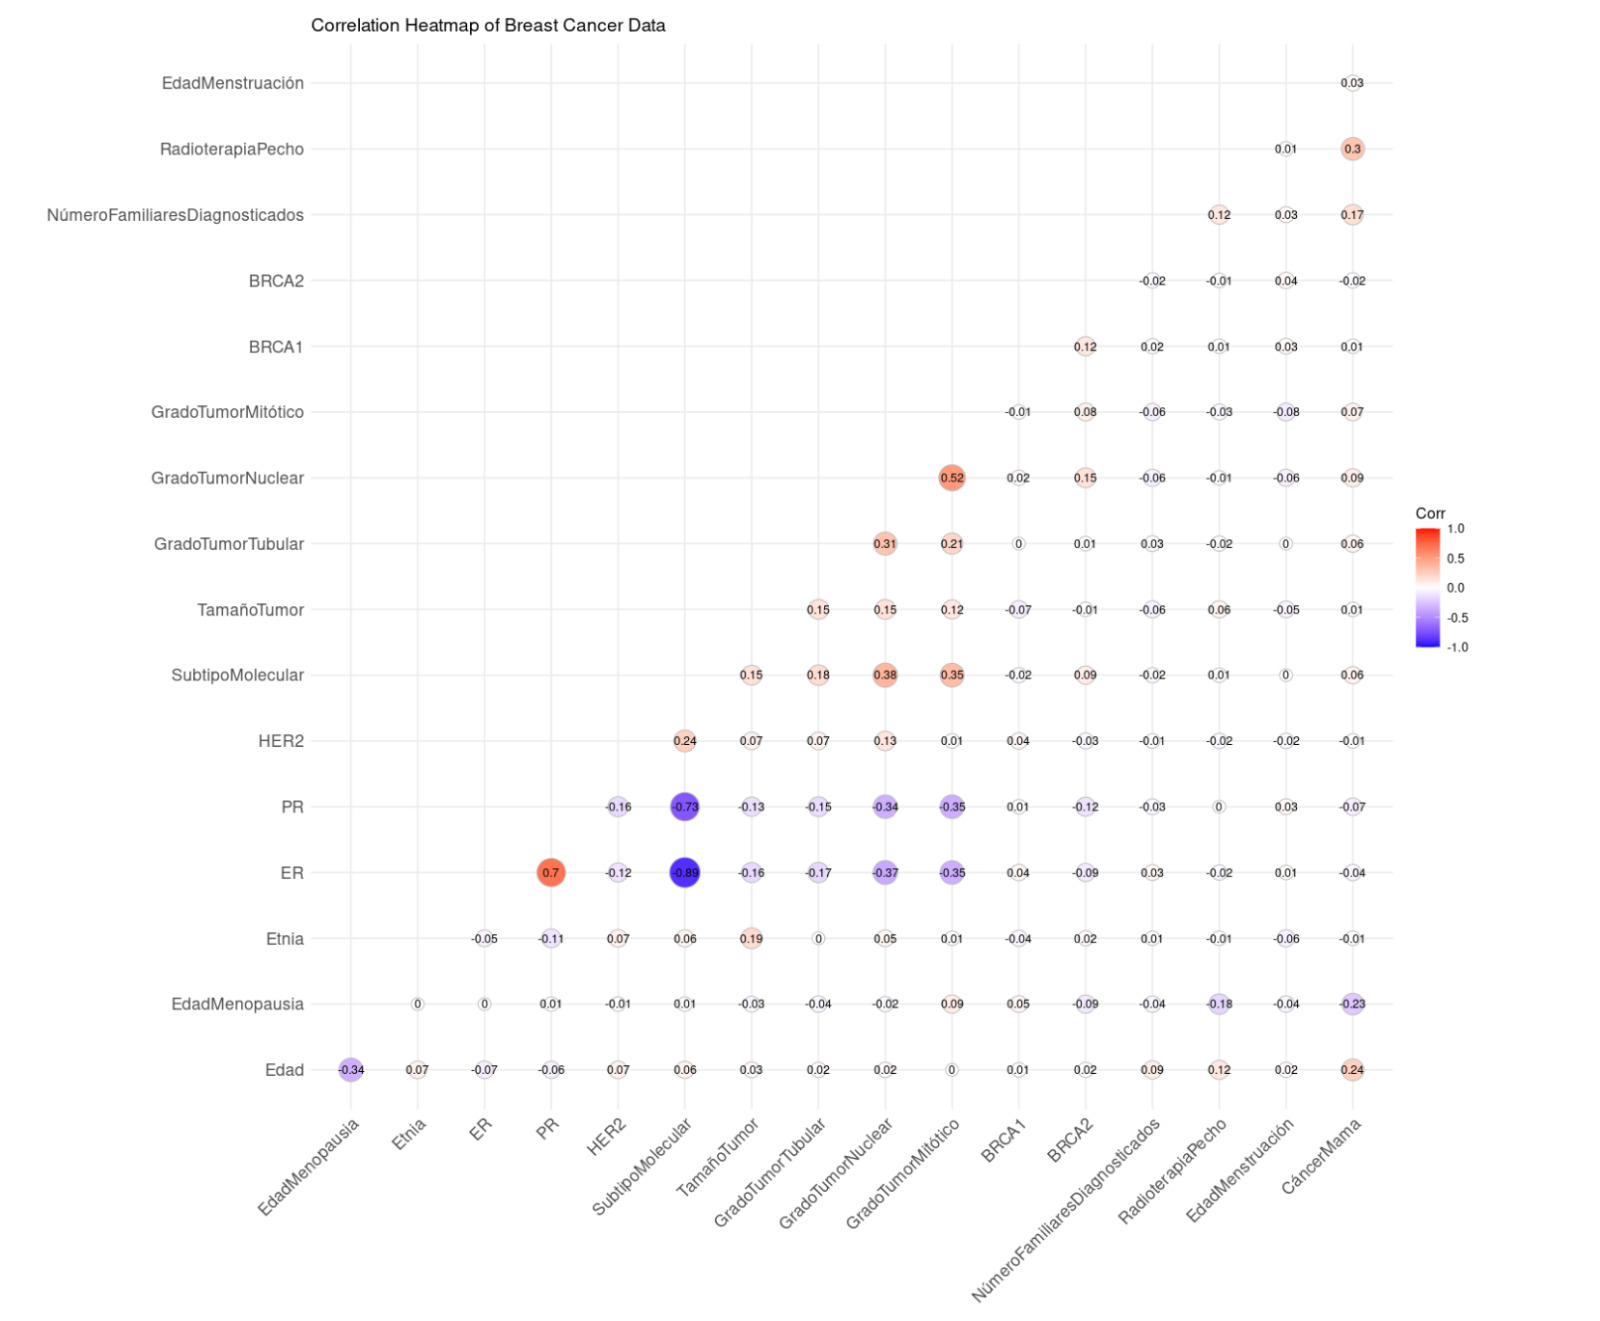 Correlation Heatmap of Breast Cancer Data
EdadMenstruación 0.03
RadioterapiaPecho 0.01 0.3
NúmeroFamiliaresDiagnosticados 0.12 0.03 0.17
BRCA2 -0.02 -0.01 0.04 -0.02
BRCA1 0.12 0.02 0.01 0.03 0.01
GradoTumorMitótico -0.01 0.08 -0.06 -0.03 -0.08 0.07
GradoTumorNuclear 0.52 0.02 0.15 -0.06 -0.01 -0.06 0.09
GradoTumorTubular 0.31 0.21 0 0.01 0.03 -0.02 0 0.06
TamañoTumor 0.15 0.15 0.12 -0.07 -0.01 -0.06 0.06 -0.05 0.01
SubtipoMolecular 0.15 0.18 0.38 0.35 -0.02 0.09 -0.02 0.01 0 0.06
HER2 0.24 0.07 0.07 0.13 0.01 0.04 -0.03 -0.01 -0.02 -0.02 -0.01
PR -0.16 -0.73 -0.13 -0.15 -0.34 -0.35 0.01 -0.12 -0.03 0 0.03 -0.07
ER 0.7 -0.12 -0.89 -0.16 -0.17 -0.37 -0.35 0.04 -0.09 0.03 -0.02 0.01 -0.04
Etnia -0.05 -0.11 0.07 0.06 0.19 0 0.05 0.01 -0.04 0.02 0.01 -0.01 -0.06 -0.01
EdadMenopausia 0 0 0.01 -0.01 0.01 -0.03 -0.04 -0.02 0.09 0.05 -0.09 -0.04 -0.18 -0.04 -0.23
Edad -0.34 0.07 -0.07 -0.06 0.07 0.06 0.03 0.02 0.02 0 0.01 0.02 0.09 0.12 0.02 0.24
EdadMenopausia
Etnia
ER
PR
HER2
SubtipoMolecular
TamañoTumor
GradoTumorTubular
GradoTumorNuclear
GradoTumorMitótico
BRCA1
BRCA2
NúmeroFamiliaresDiagnosticados
RadioterapiaPecho
EdadMenstruación
CáncerMama
Corr
1.0
0.5
0.0
-0.5
-1.0